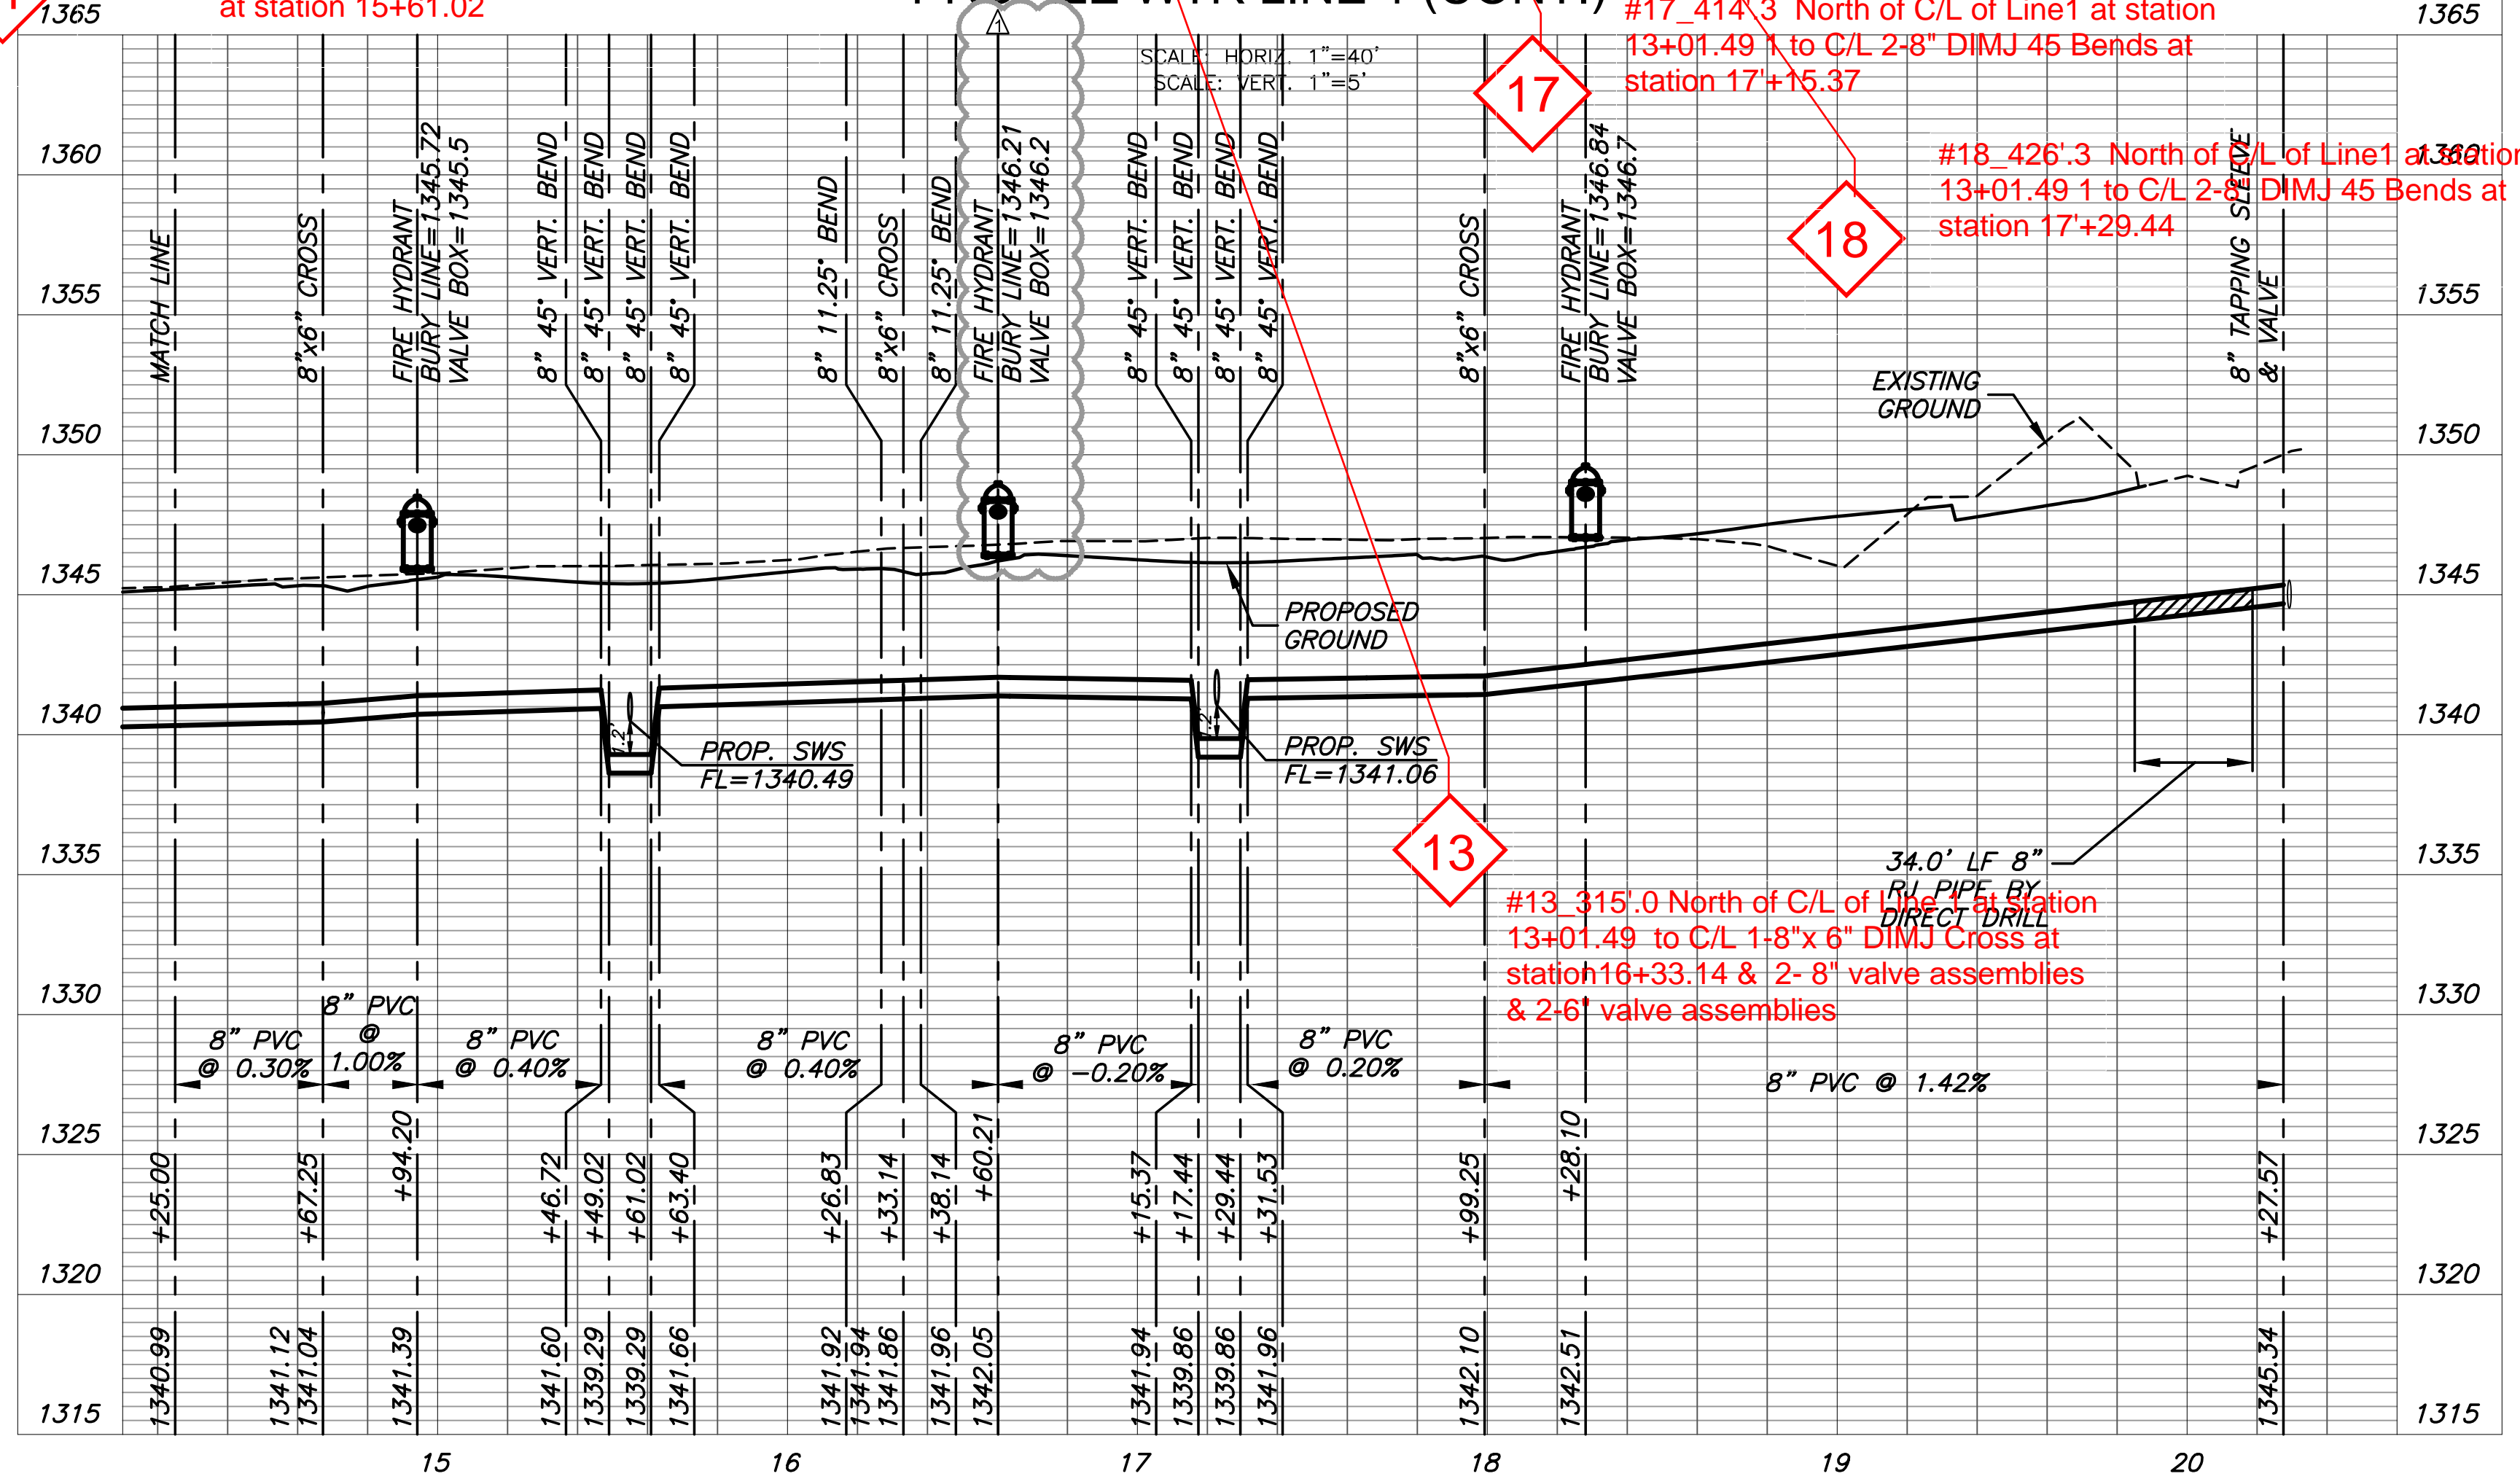 at station 15+61.02
#17_414'.3 North of C/L of Line1 at station
13+01.49 1 to C/L 2-8" DIMJ 45 Bends at
station 17'+15.37
17
SCALE: HORIZ. 1"=40'
SCALE: VERT. 1"=5'
#18_426'.3 North of C/L of Line1 at station
13+01.49 1 to C/L 2-8" DIMJ 45 Bends at
station 17'+29.44
18
1365
1360
1355
1350
1345
1340
1335
1330
1325
1320
1315
1365
1360
1355
1350
1345
1340
1335
1330
1325
1320
1315
MATCH LINE
8"x6" CROSS
FIRE HYDRANT
BURY LINE=1345.72
VALVE BOX=1345.5
8" 45° VERT. BEND
8" 45° VERT. BEND
8" 45° VERT. BEND
8" 45° VERT. BEND
8" 11.25° BEND
8"x6" CROSS
8" 11.25° BEND
1
FIRE HYDRANT
BURY LINE=1346.21
VALVE BOX=1346.2
8" 45° VERT. BEND
8" 45° VERT. BEND
8" 45° VERT. BEND
8" 45° VERT. BEND
8"x6" CROSS
FIRE HYDRANT
BURY LINE=1346.84
VALVE BOX=1346.7
8" TAPPING SLEEVE
& VALVE
EXISTING
GROUND
PROPOSED
GROUND
1.2'
PROP. SWS
FL=1340.49
1.2'
PROP. SWS
FL=1341.06
13
#13_315'.0 North of C/L of Line 1 at station
13+01.49 to C/L 1-8"x 6" DIMJ Cross at
station16+33.14 & 2- 8" valve assemblies
& 2-6" valve assemblies
34.0' LF 8"
RJ PIPE BY
DIRECT DRILL
8" PVC
@ 0.30%
8" PVC
@
1.00%
8" PVC
@ 0.40%
8" PVC
@ 0.40%
8" PVC
@ -0.20%
8" PVC
@ 0.20%
8" PVC @ 1.42%
+25.00
+67.25
+94.20
+46.72
+49.02
+61.02
+63.40
+26.83
+33.14
+38.14
+60.21
+15.37
+17.44
+29.44
+31.53
+99.25
+28.10
+27.57
1340.99
1341.12
1341.04
1341.39
1341.60
1339.29
1339.29
1341.66
1341.92
1341.94
1341.86
1341.96
1342.05
1341.94
1339.86
1339.86
1341.96
1342.10
1342.51
1345.34
15
16
17
18
19
20